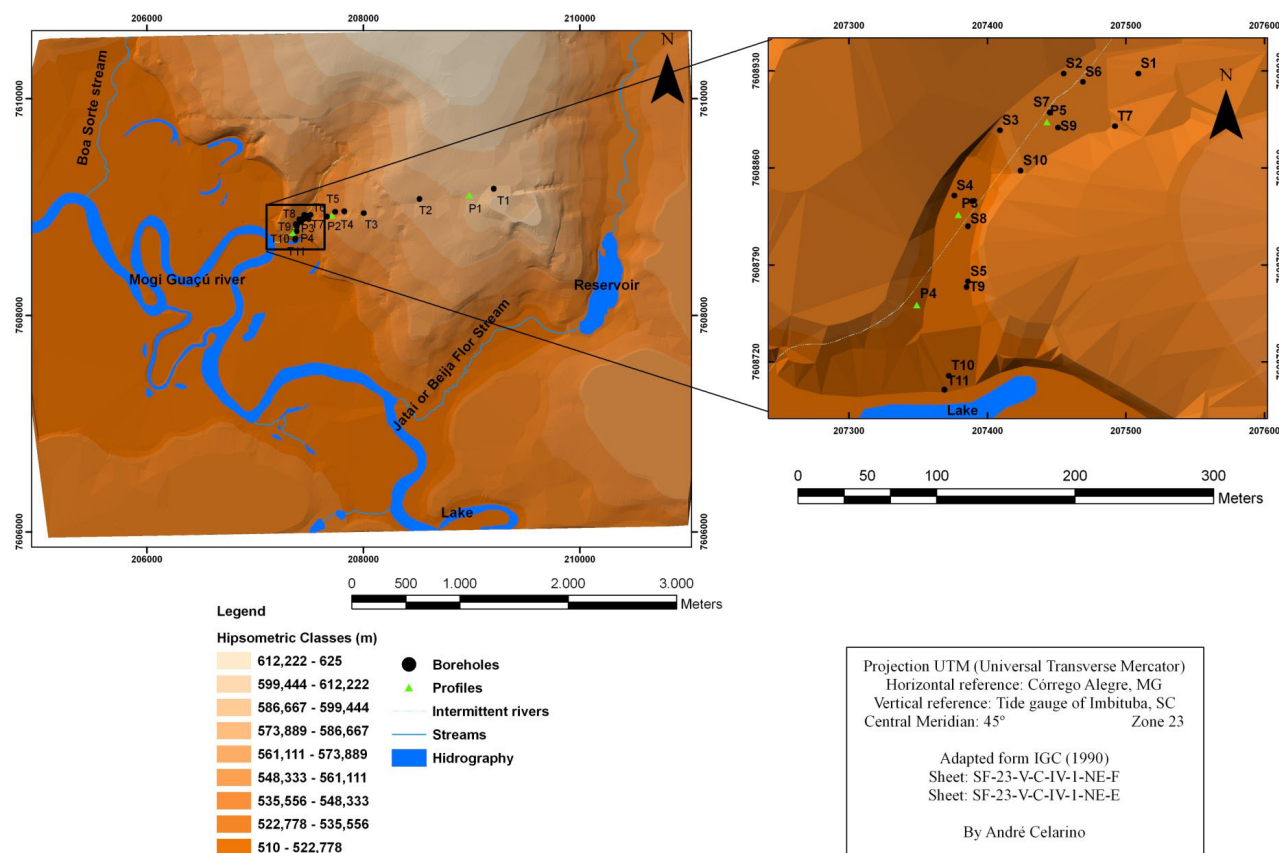 206000
208000
210000
N
7610000
7608000
7606000
7610000
7608000
7606000
Boa Sorte stream
Mogi Guaçú river
Jatai or Beija Flor Stream
Reservoir
Lake
T1
P1
T2
T3
T4
T5
P2
T6
T7
T8
T9
P3
T10
P4
T11
206000
208000
210000
0 500 1.000 2.000 3.000
Meters
207300
207400
207500
207600
N
7608930
7608860
7608790
7608720
S2
S6
S1
S7
P5
S9
T7
S3
S10
S4
P3
S8
S5
T9
P4
T10
T11
Lake
207300
207400
207500
207600
0 50 100 200 300
Meters
Legend
Hipsometric Classes (m)
612,222 - 625
599,444 - 612,222
586,667 - 599,444
573,889 - 586,667
561,111 - 573,889
548,333 - 561,111
535,556 - 548,333
522,778 - 535,556
510 - 522,778
Boreholes
Profiles
Intermittent rivers
Streams
Hidrography
Projection UTM (Universal Transverse Mercator)
Horizontal reference: Córrego Alegre, MG
Vertical reference: Tide gauge of Imbituba, SC
Central Meridian: 45º Zone 23
Adapted form IGC (1990)
Sheet: SF-23-V-C-IV-1-NE-F
Sheet: SF-23-V-C-IV-1-NE-E
By André Celarino